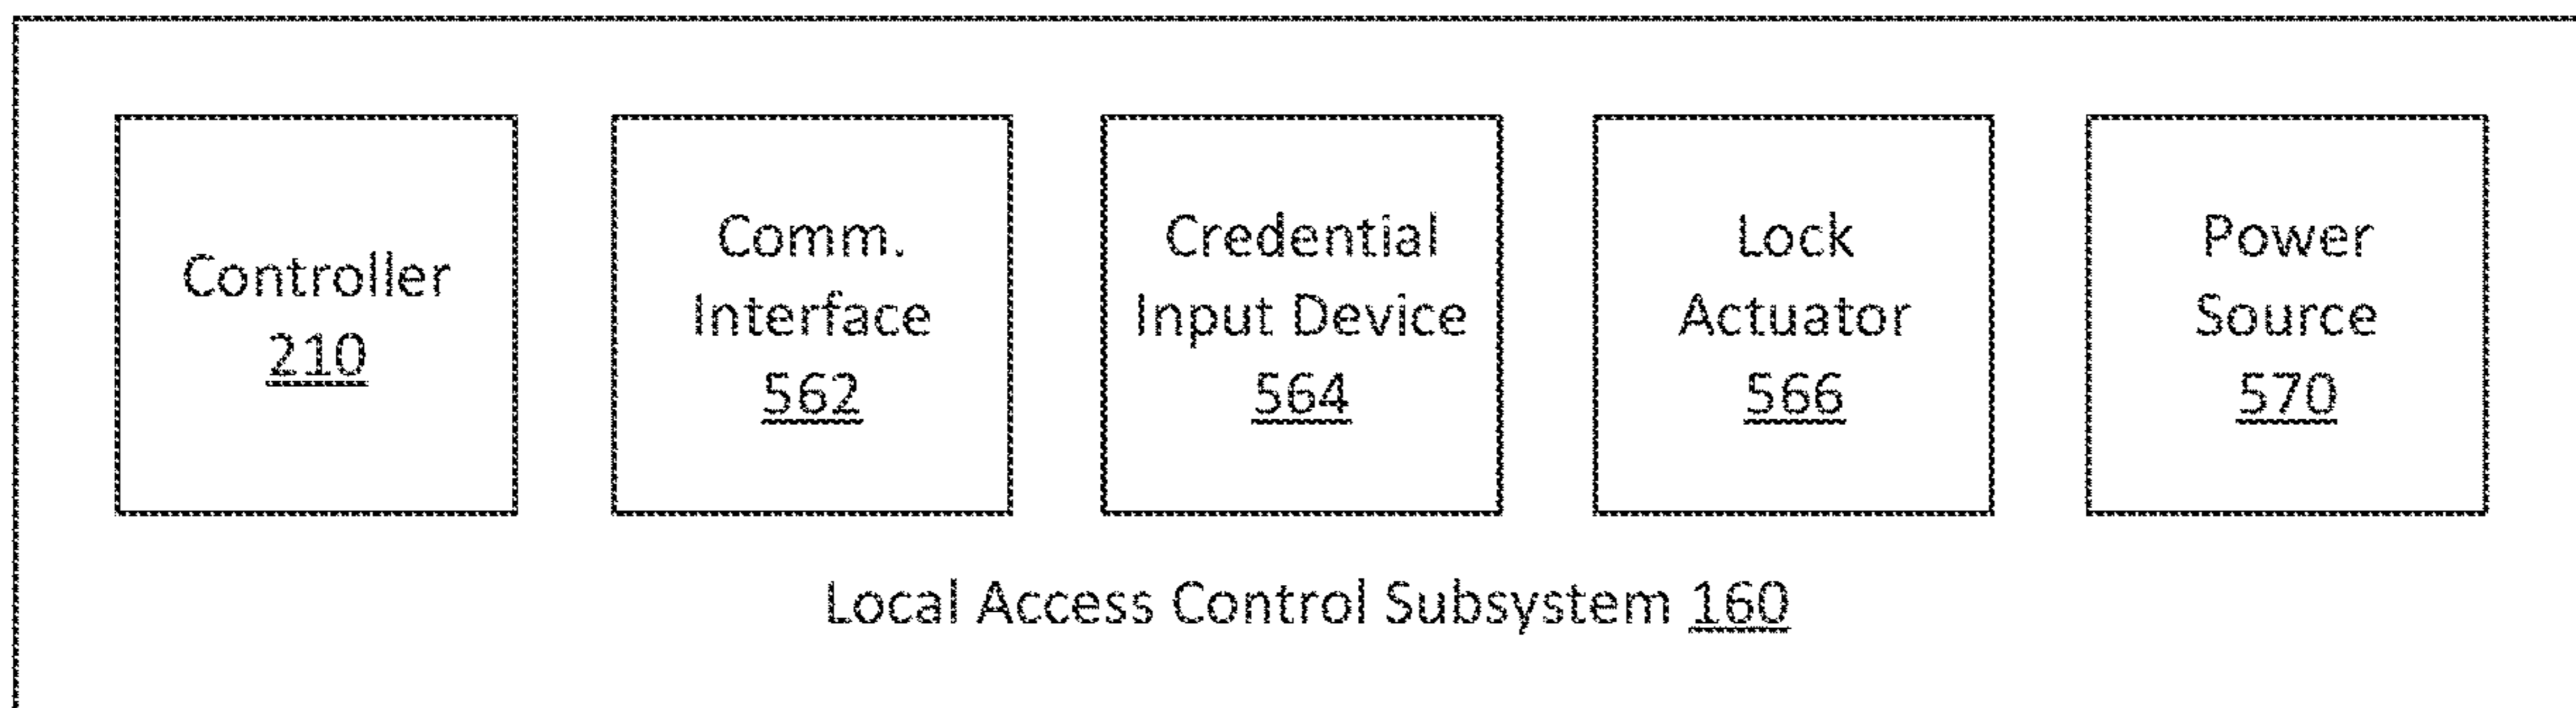 Controller
210
Comm.
Interface
562
Credential
Input Device
564
Lock
Actuator
566
Power
Source
570
Local Access Control Subsystem 160